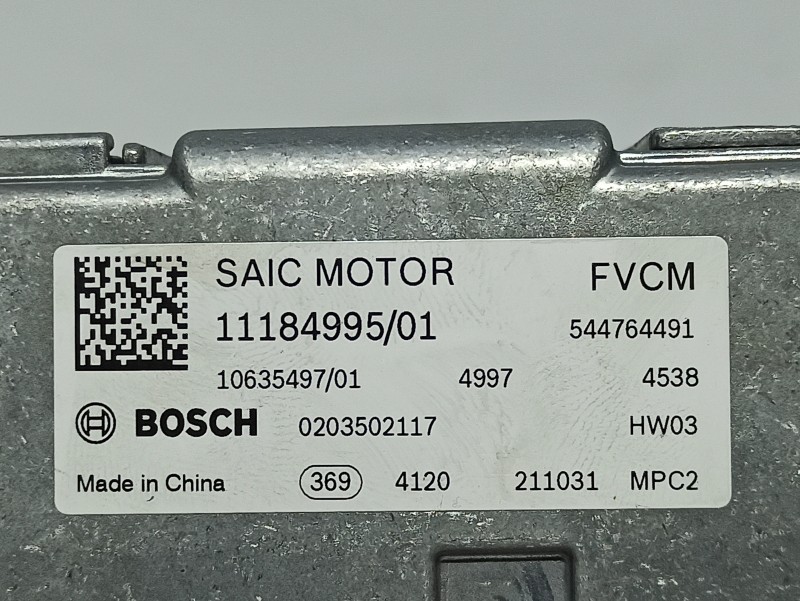 SAIC MOTOR FVCM
11184995/01 544764491
10635497/01 4997 4538
BOSCH 0203502117 HW03
Made in China 369 4120 211031 MPC2